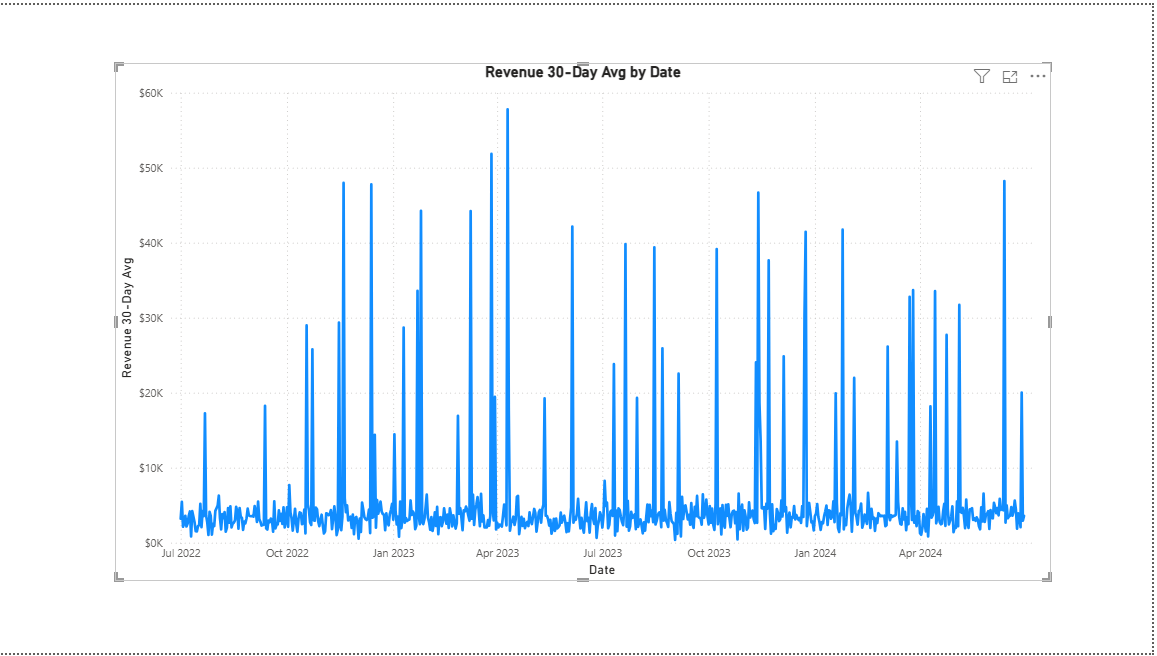 Revenue 30-Day Avg by Date
$60K
$50K
$40K
$30K
$20K
$10K
$0K
Revenue 30-Day Avg
Jul 2022 Oct 2022 Jan 2023 Apr 2023 Jul 2023 Oct 2023 Jan 2024 Apr 2024
Date